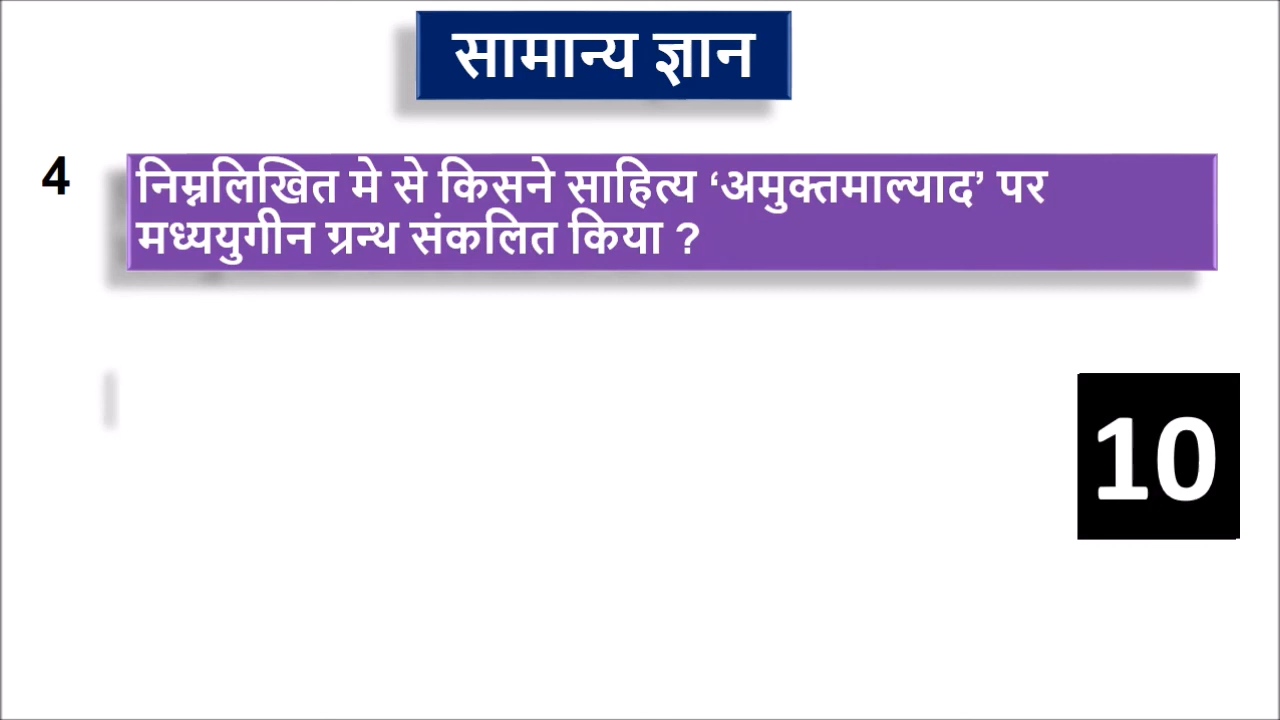 सामान्य ज्ञान
4
निम्नलिखित मे से किसने साहित्य ‘अमुक्तमाल्याद’ पर
मध्ययुगीन ग्रन्थ संकलित किया ?
10